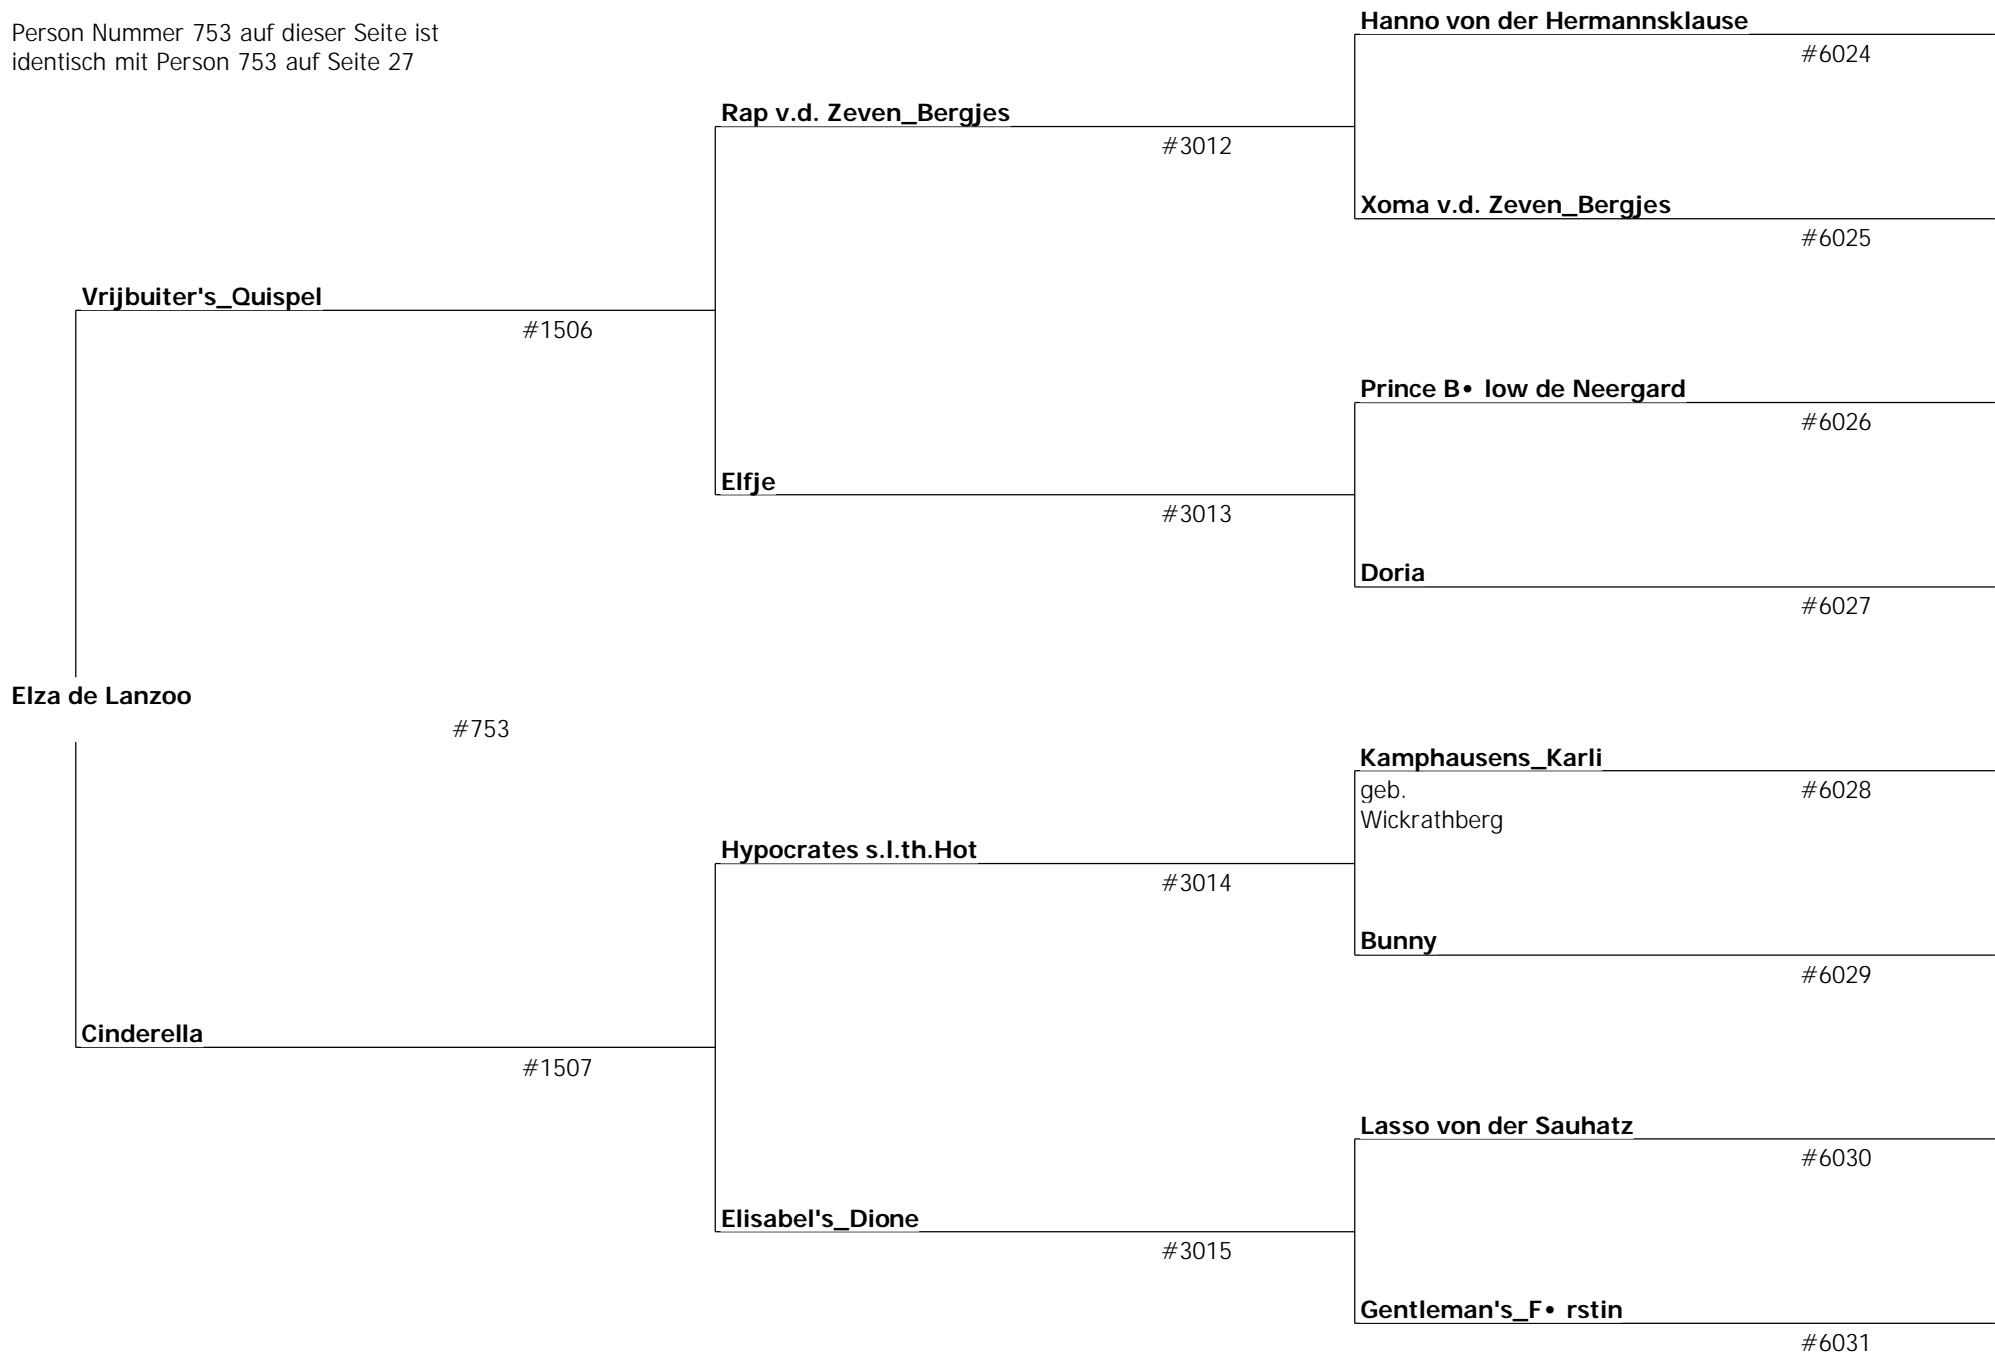 Person Nummer 753 auf dieser Seite ist
identisch mit Person 753 auf Seite 27
Hanno von der Hermannsklause
#6024
Rap v.d. Zeven_Bergjes
#3012
Xoma v.d. Zeven_Bergjes
#6025
Vrijbuiter's_Quispel
#1506
Prince B• low de Neergard
#6026
Elfje
#3013
Doria
#6027
Elza de Lanzoo
#753
Kamphausens_Karli
geb. #6028
Wickrathberg
Hypocrates s.l.th.Hot
#3014
Bunny
#6029
Cinderella
#1507
Lasso von der Sauhatz
#6030
Elisabel's_Dione
#3015
Gentleman's_F• rstin
#6031